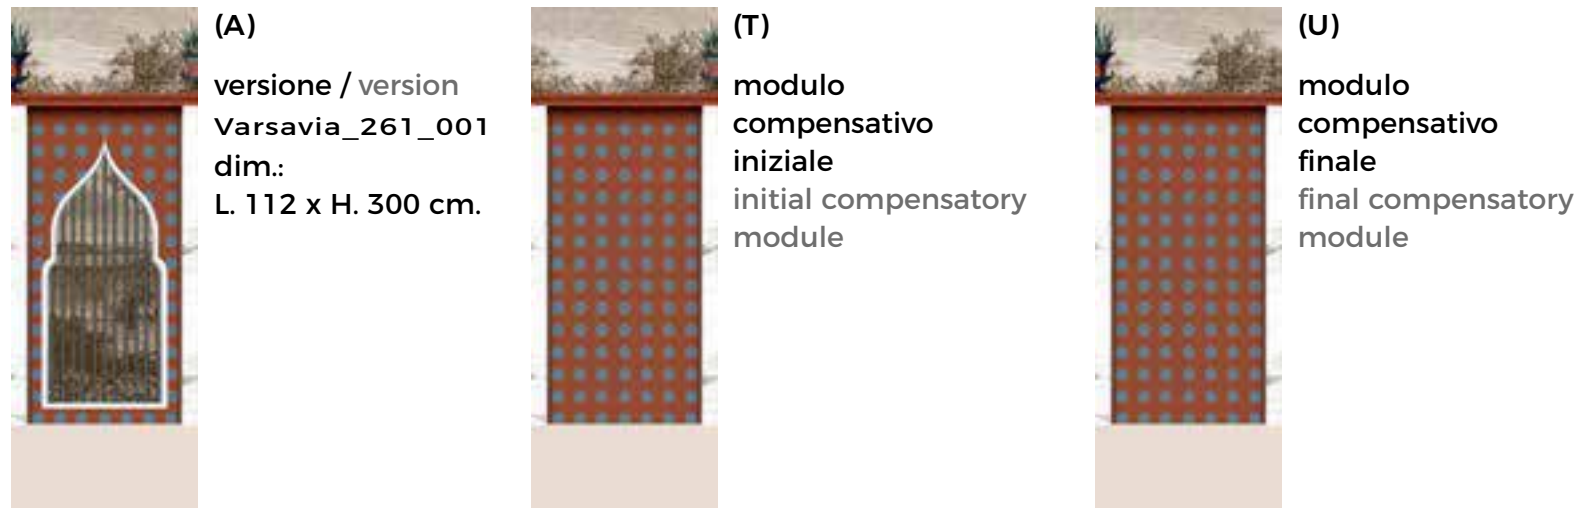 (A)
versione / version
Varsavia_261_001
dim.:
L. 112 x H. 300 cm.
(T)
modulo
compensativo
iniziale
initial compensatory
module
(U)
modulo
compensativo
finale
final compensatory
module